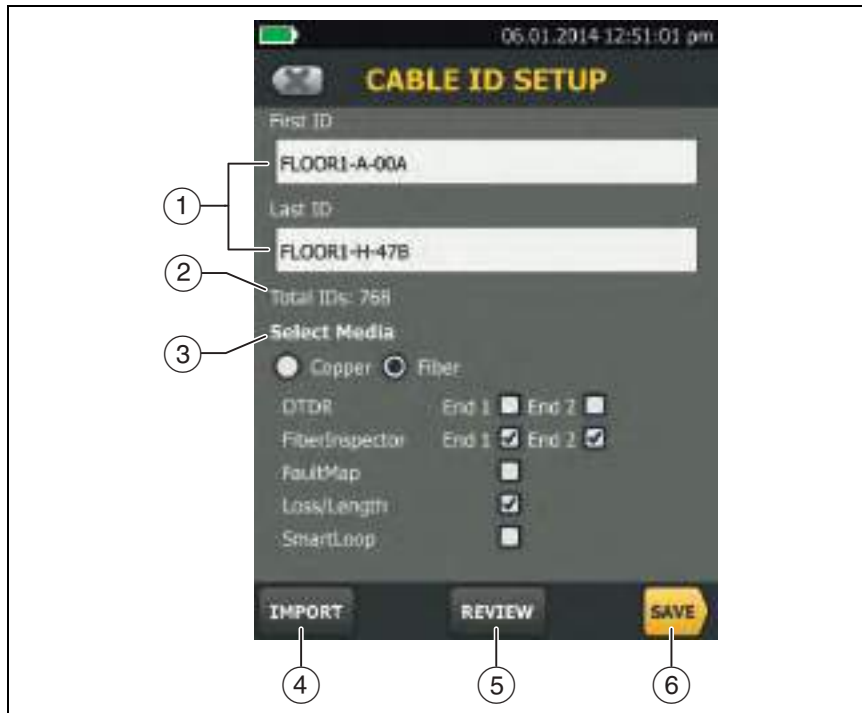 06.01.2014 12:51:01 pm
CABLE ID SETUP
First ID
FLOOR1-A-00A
1
Last ID
FLOOR1-H-47B
2
Total IDs: 768
3
Select Media
Copper Fiber
OTDR End 1 End 2
FiberInspector End 1 End 2
FaultMap
Loss/Length
SmartLoop
IMPORT REVIEW SAVE
4 5 6